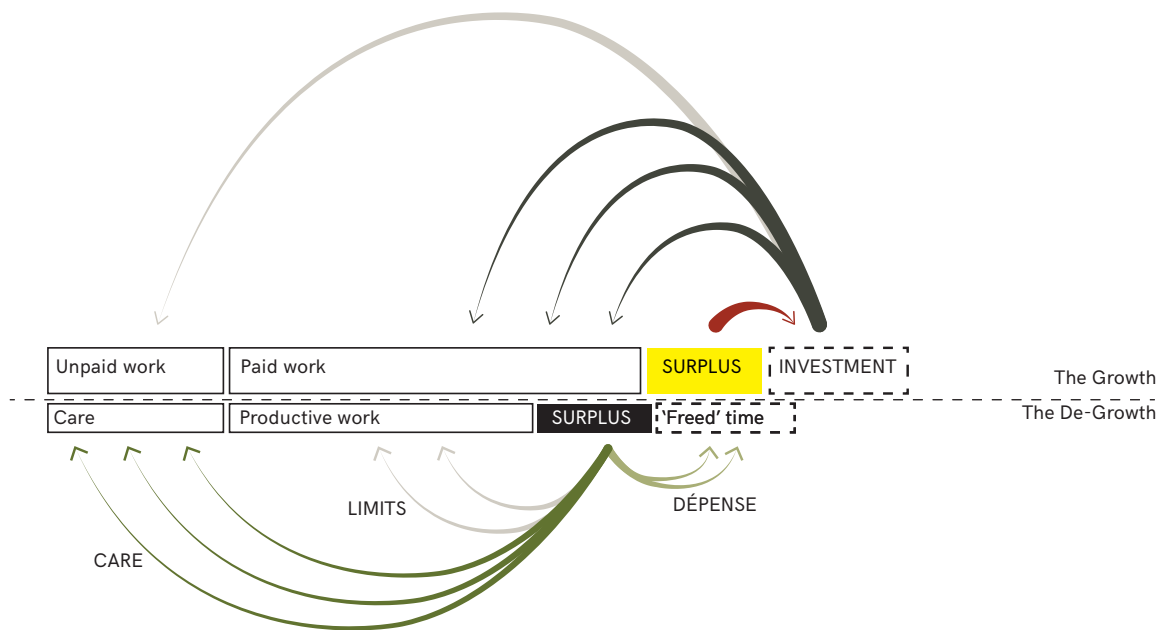 Unpaid work
Paid work
SURPLUS
INVESTMENT
The Growth
The De-Growth
Care
Productive work
SURPLUS
'Freed' time
LIMITS
DÉPENSE
CARE